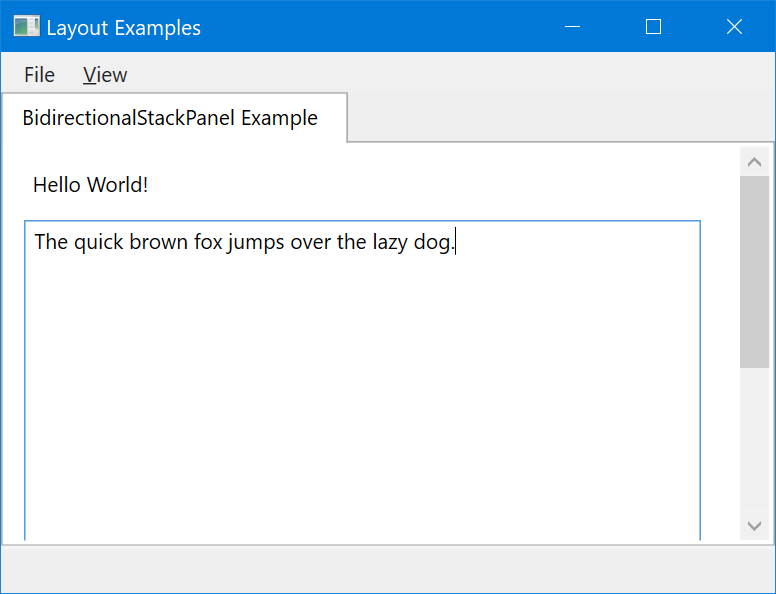 Layout Examples
File View
BidirectionalStackPanel Example
Hello World!
The quick brown fox jumps over the lazy dog.